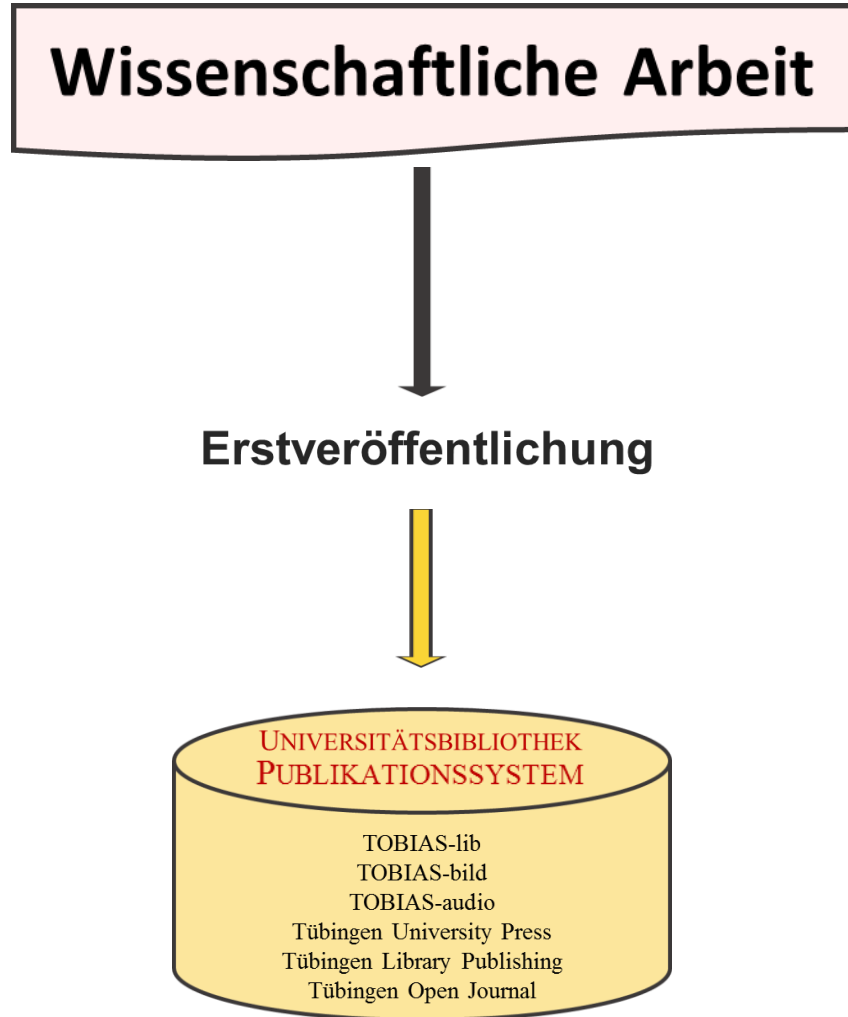 Wissenschaftliche Arbeit
Erstveröffentlichung
UNIVERSITÄTSBIBLIOTHEK
PUBLIKATIONSSYSTEM
TOBIAS-lib
TOBIAS-bild
TOBIAS-audio
Tübingen University Press
Tübingen Library Publishing
Tübingen Open Journal